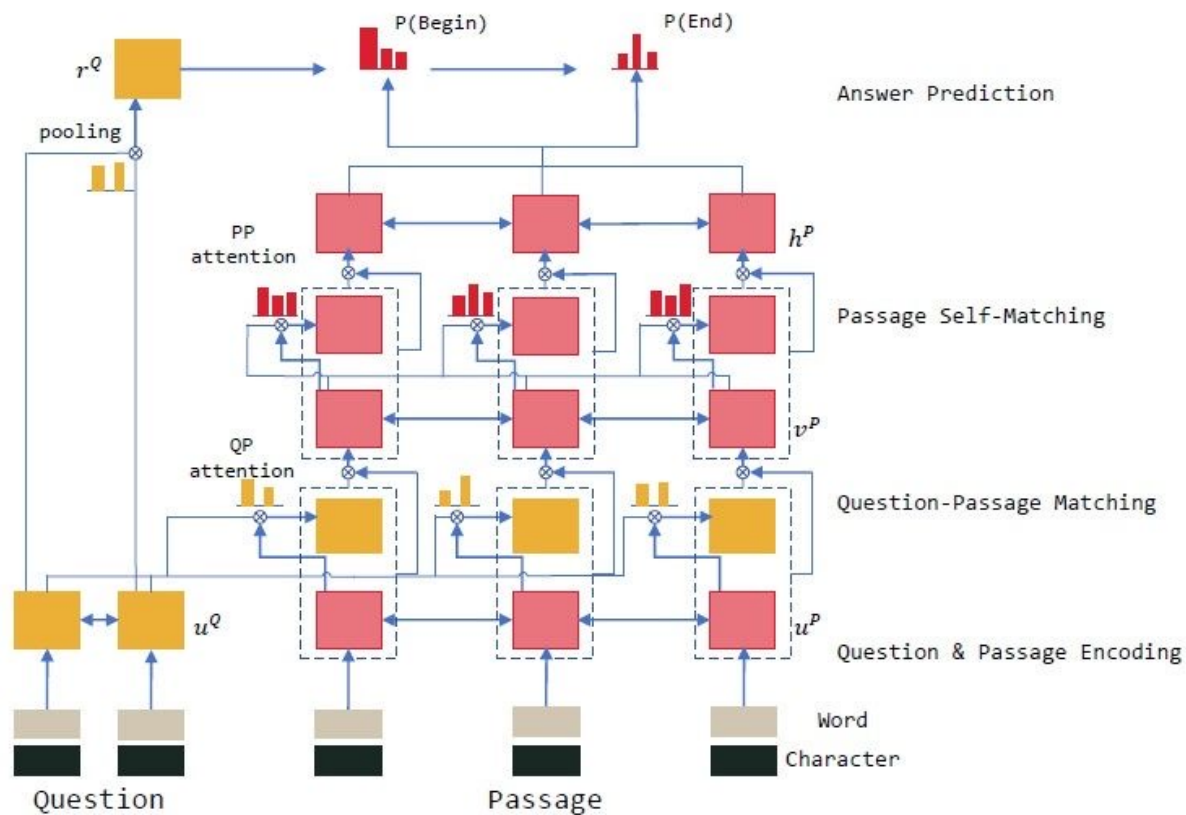 P(Begin)
P(End)
r^Q
Answer Prediction
pooling
PP
attention
h^P
Passage Self-Matching
v^P
QP
attention
Question-Passage Matching
u^Q
u^P
Question & Passage Encoding
Word
Character
Question
Passage